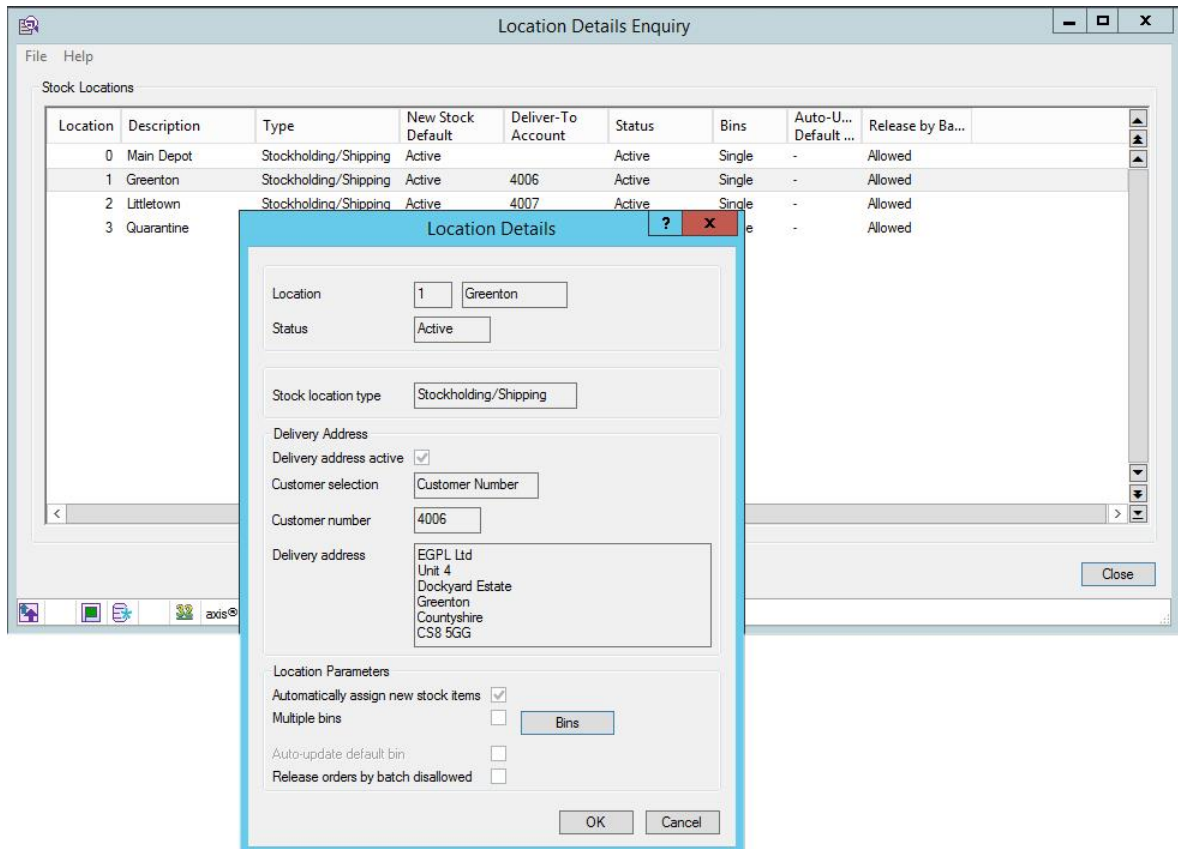 Location Details Enquiry
File Help
Stock Locations
Location Description Type New Stock Default Deliver-To Account Status Bins Auto-U... Default ... Release by Ba...
0 Main Depot Stockholding/Shipping Active Active Single - Allowed
1 Greenton Stockholding/Shipping Active 4006 Active Single - Allowed
2 Littletown Stockholding/Shipping Active 4007 Active Single - Allowed
3 Quarantine - Allowed
Location Details
Location 1 Greenton
Status Active
Stock location type Stockholding/Shipping
Delivery Address
Delivery address active
Customer selection Customer Number
Customer number 4006
Delivery address EGPL Ltd
Unit 4
Dockyard Estate
Greenton
Countyshire
CS8 5GG
Location Parameters
Automatically assign new stock items
Multiple bins Bins
Auto-update default bin
Release orders by batch disallowed
OK Cancel
Close
axis®